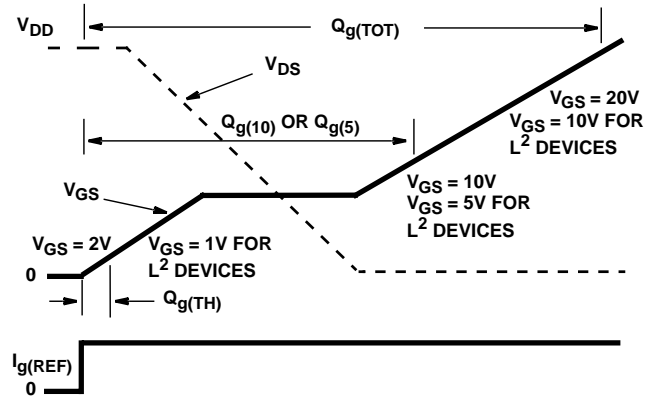 V_DD
Q_g(TOT)
V_DS
V_GS = 20V
V_GS = 10V FOR
L² DEVICES
Q_g(10) OR Q_g(5)
V_GS
V_GS = 10V
V_GS = 5V FOR
L² DEVICES
V_GS = 2V
V_GS = 1V FOR
L² DEVICES
0
Q_g(TH)
I_g(REF)
0